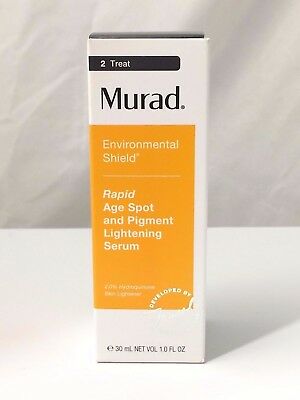 2 Treat
Murad.
Environmental
Shield®
Rapid
Age Spot
and Pigment
Lightening
Serum
2.0% Hydroquinone
Skin Lightener
DEVELOPED BY
e 30 mL NET VOL 1.0 FL OZ